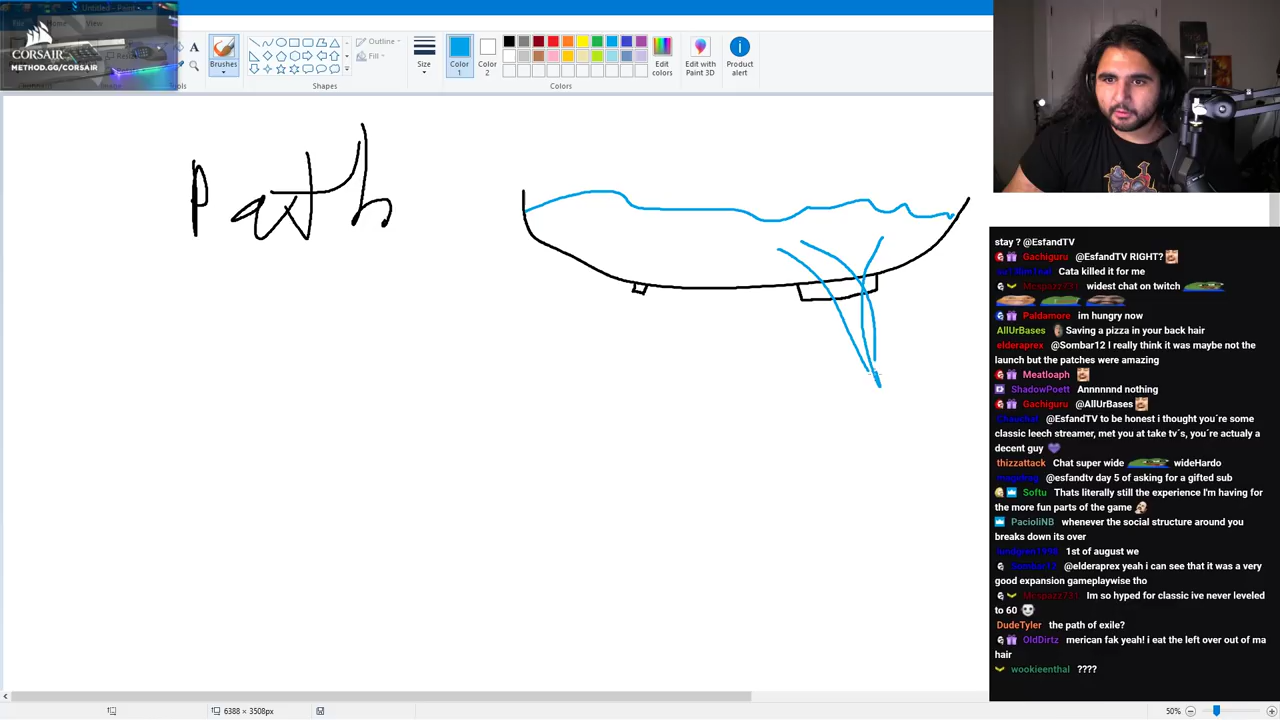 Untitled - Paint
Home View
CORSAIR
METHOD.GG/CORSAIR
Brushes
Shapes
Outline
Fill
Size
Color 1
Color 2
Edit colors
Edit with Paint 3D
Product alert
Colors
Path
stay ? @EsfandTV
Gachiguru @EsfandTV RIGHT?
Cata killed it for me
Mcspazz731 widest chat on twitch
Paldamore im hungry now
AllUrBases Saving a pizza in your back hair
elderaprex @Sombar12 I really think it was maybe not the
launch but the patches were amazing
Meatloaph
ShadowPoett Annnnnnd nothing
Gachiguru @AllUrBases
@EsfandTV to be honest i thought you´re some
classic leech streamer, met you at take tv´s, you´re actualy a
decent guy
thizzattack Chat super wide wideHardo
@esfandtv day 5 of asking for a gifted sub
Softu Thats literally still the experience I'm having for
the more fun parts of the game
PacioliNB whenever the social structure around you
breaks down its over
1st of august we
Sombar12 @elderaprex yeah i can see that it was a very
good expansion gameplaywise tho
Mcspazz731 Im so hyped for classic ive never leveled
to 60
DudeTyler the path of exile?
OldDirtz merican fak yeah! i eat the left over out of ma
hair
wookieenthal ????
6388 × 3508px
50%